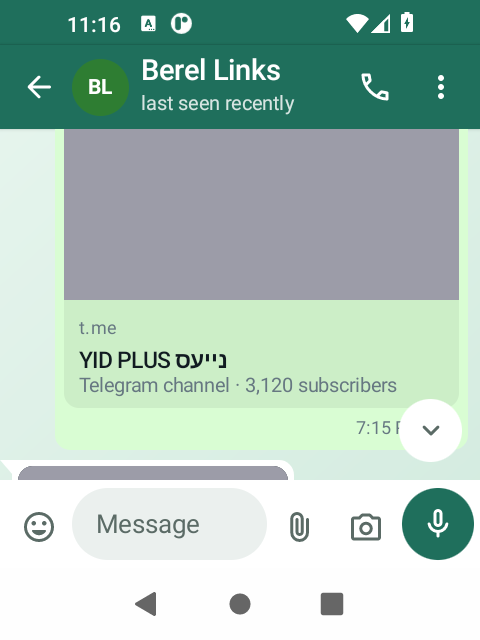 11:16
BL
Berel Links
last seen recently
t.me
YID PLUS נייעס
Telegram channel · 3,120 subscribers
7:15
Message